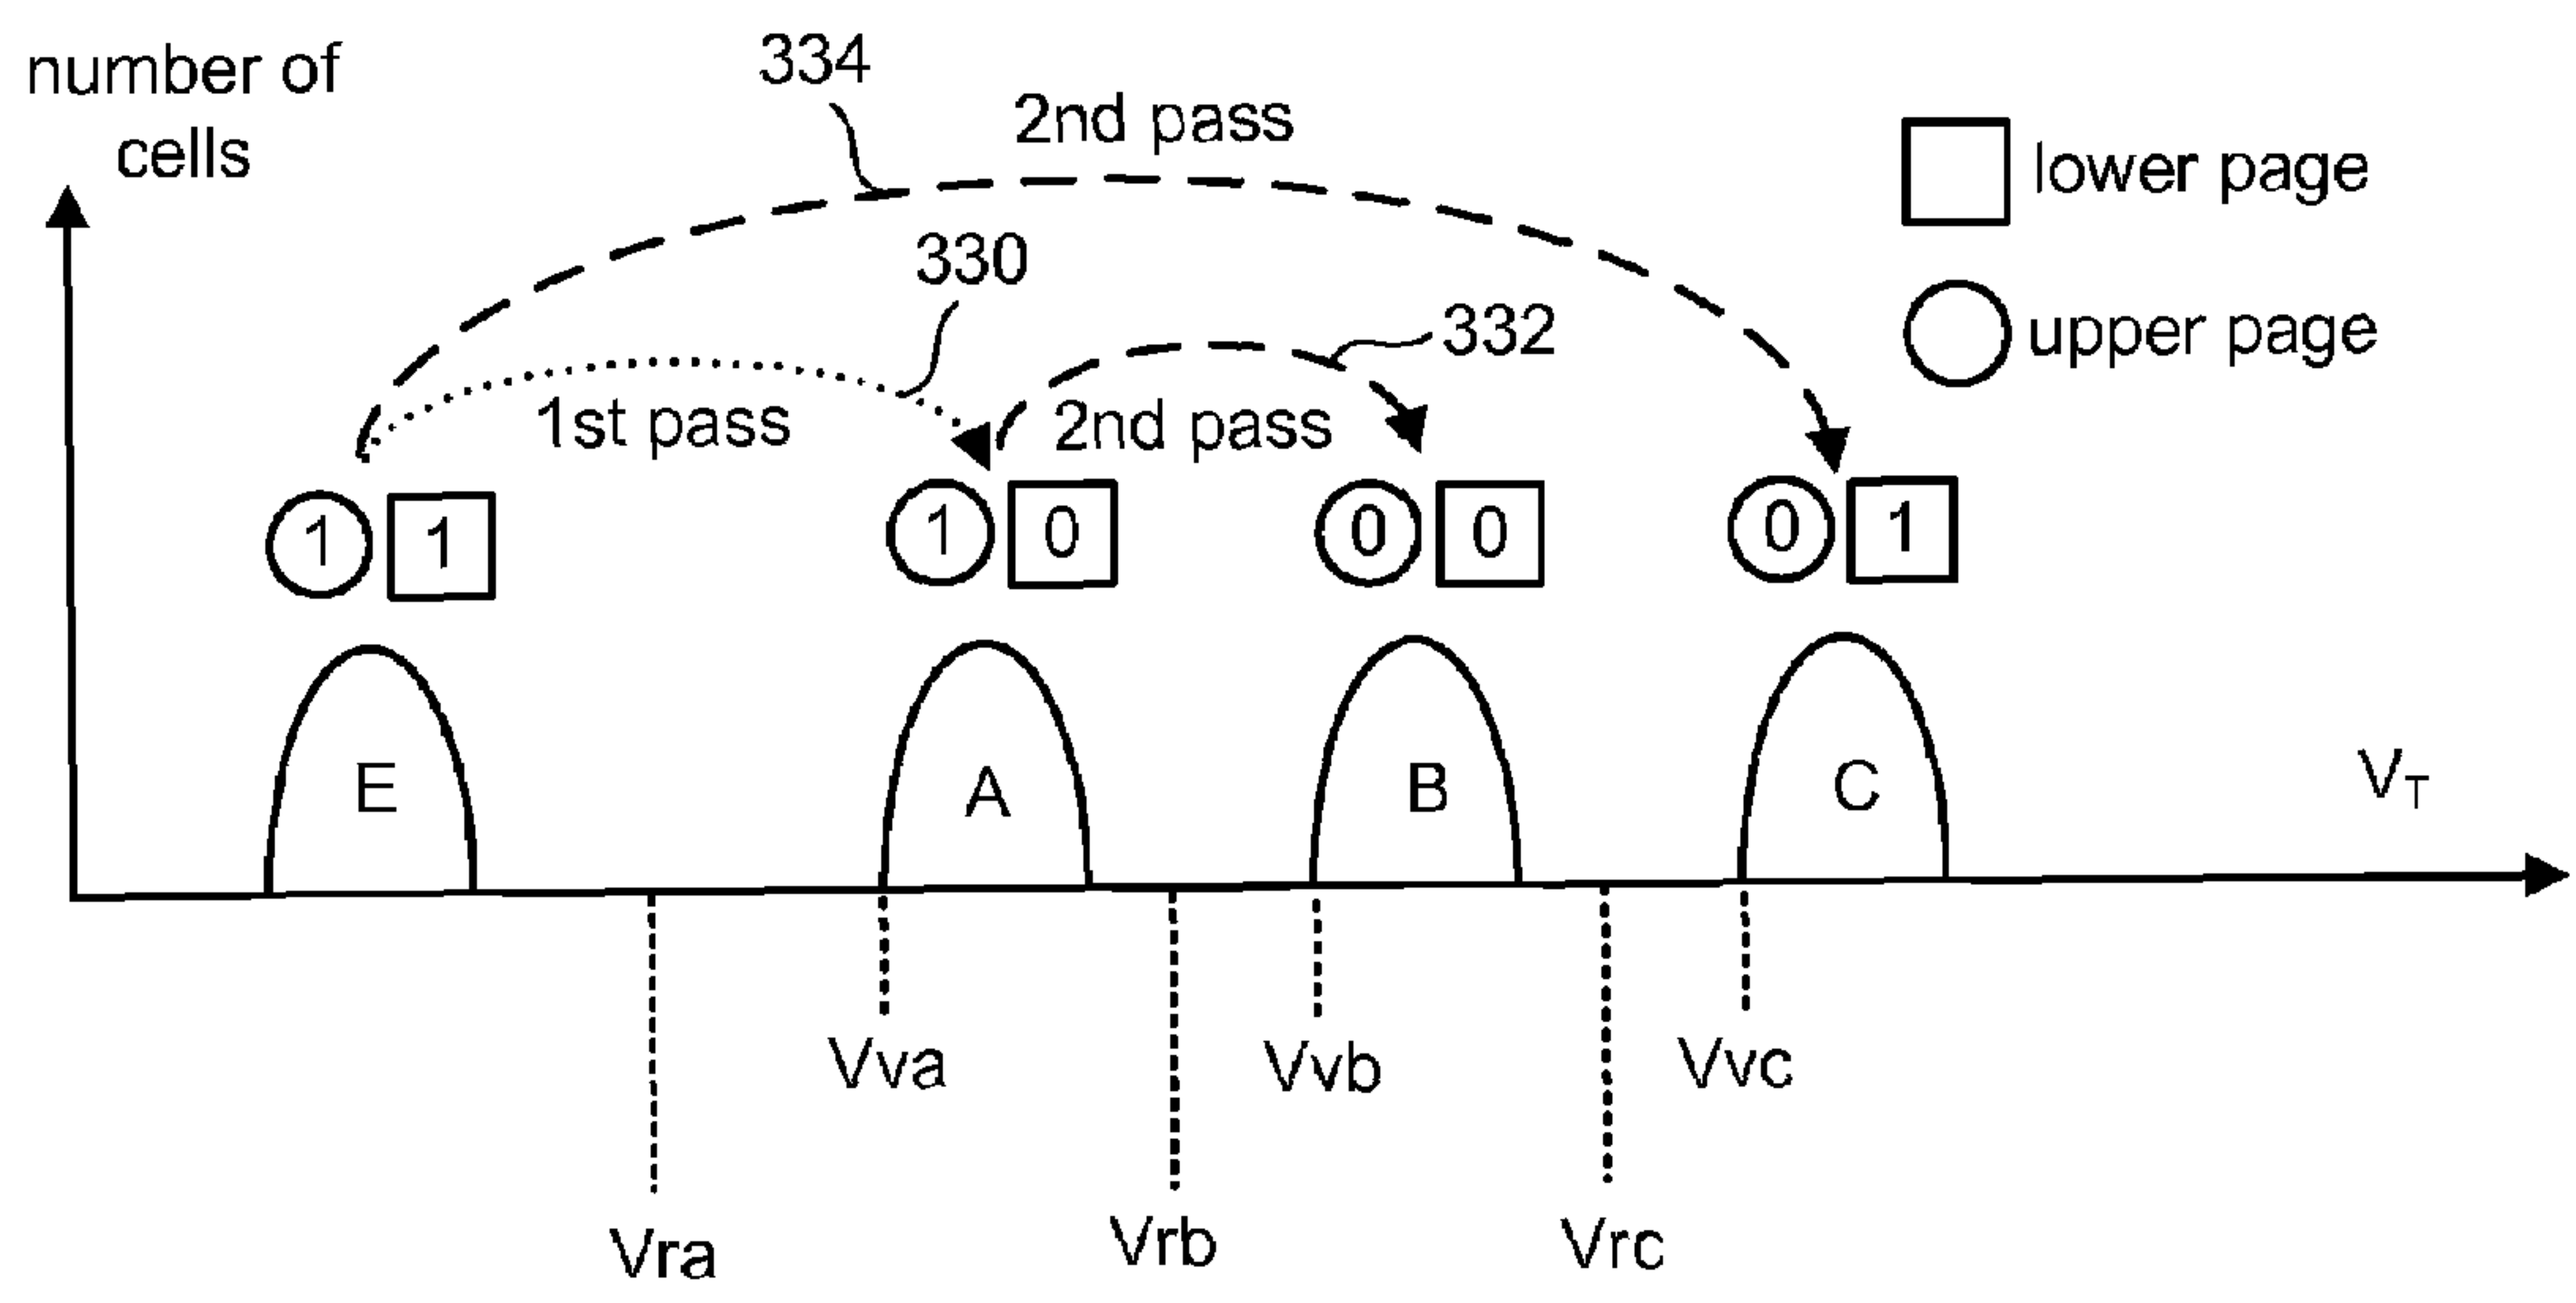 number of
cells
334
2nd pass
lower page
330
332
upper page
1st pass
2nd pass
1 1
1 0
0 0
0 1
E
A
B
C
VT
Vva
Vvb
Vvc
Vra
Vrb
Vrc